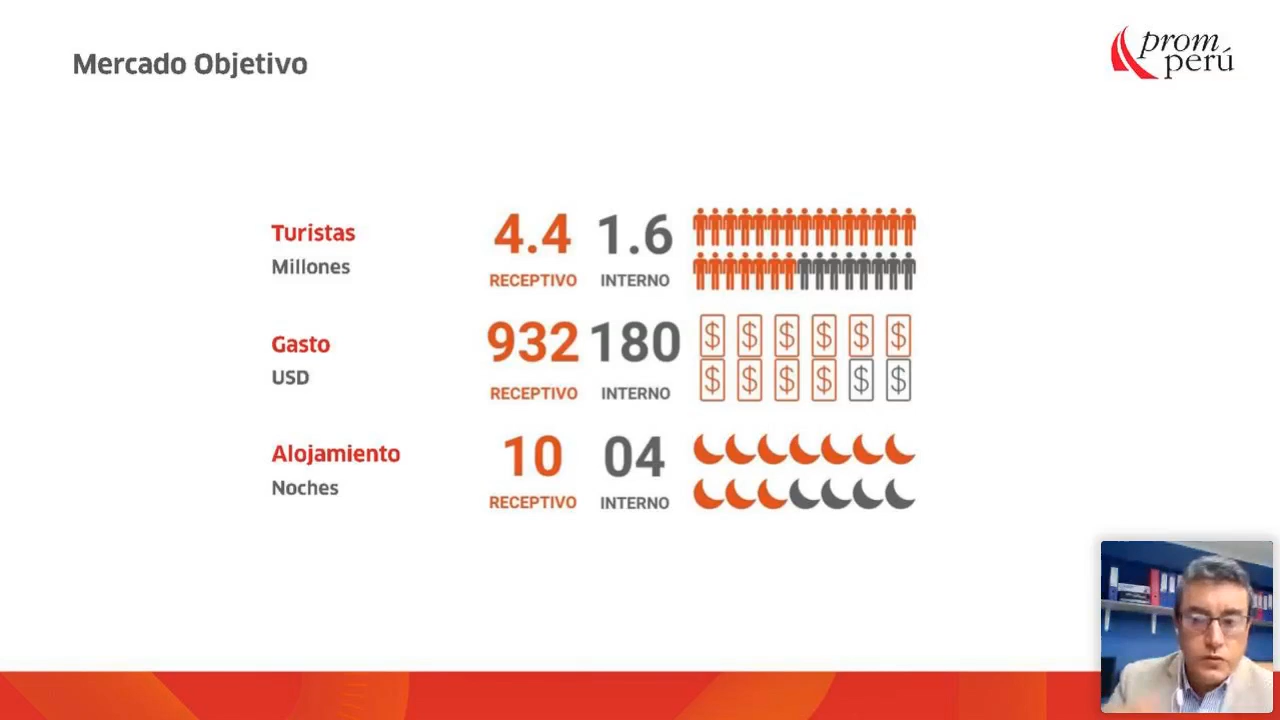 Mercado Objetivo
prom
perú
Turistas
Millones
4.4 1.6
RECEPTIVO INTERNO
Gasto
USD
932 180
RECEPTIVO INTERNO
$ $ $ $ $ $
$ $ $ $ $ $
Alojamiento
Noches
10 04
RECEPTIVO INTERNO